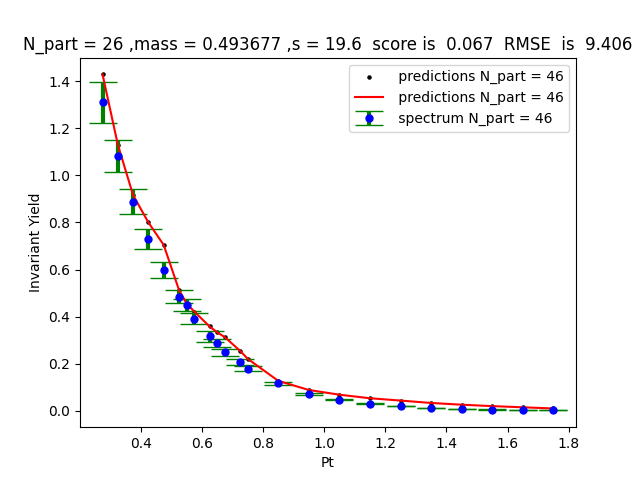 N_part = 26 ,mass = 0.493677 ,s = 19.6  score is  0.067  RMSE  is  9.406
predictions N_part = 46
predictions N_part = 46
spectrum N_part = 46
Invariant Yield
1.4
1.2
1.0
0.8
0.6
0.4
0.2
0.0
0.4 0.6 0.8 1.0 1.2 1.4 1.6 1.8
Pt